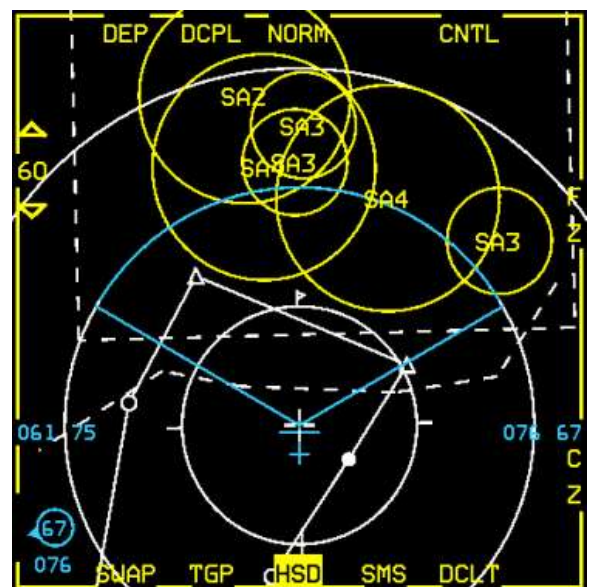 DEP DCPL NORM CNTL
SA2
SA3
60
SA3
SA4
F
Z
SA3
061 75
076 67
C
Z
67
076
SWAP TGP HSD SMS DCLT